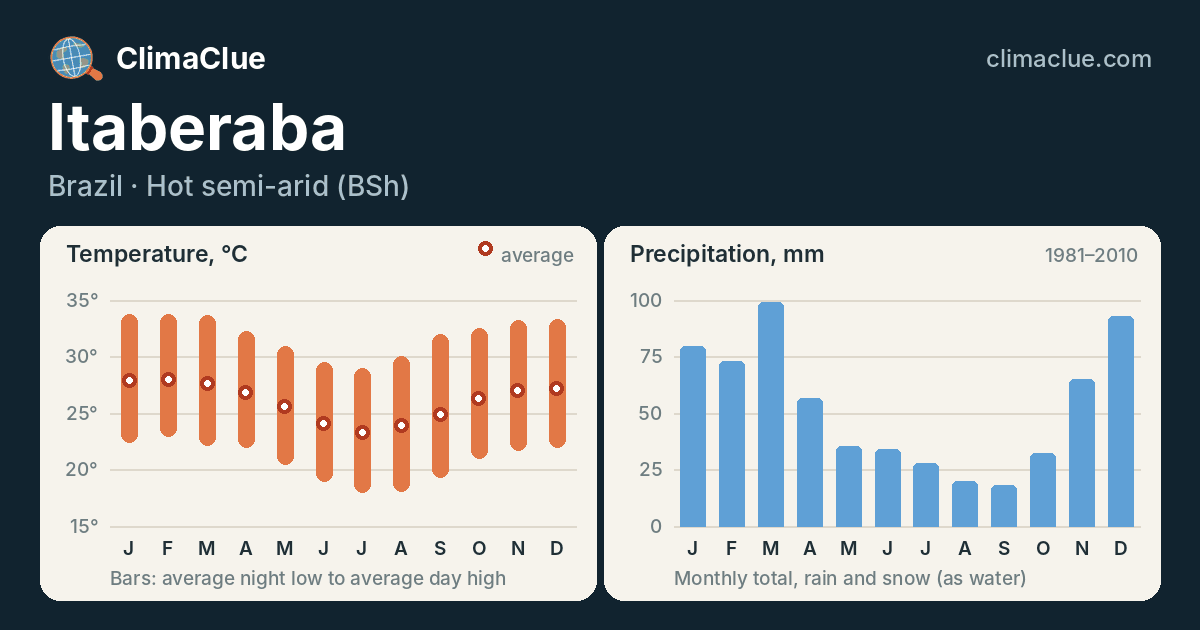 ClimaClue
climaclue.com
Itaberaba
Brazil · Hot semi-arid (BSh)
Temperature, °C
average
35°
30°
25°
20°
15°
J F M A M J J A S O N D
Bars: average night low to average day high
Precipitation, mm
1981–2010
100
75
50
25
0
J F M A M J J A S O N D
Monthly total, rain and snow (as water)